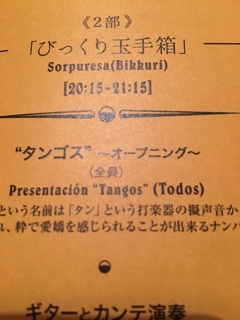 《2部》
「びっくり玉手箱」
Sorpuresa(Bikkuri)
[20:15-21:15]
“タンゴス” ~オープニング~
(全員)
Presentación “Tangos” (Todos)
という名前は「タン」という打楽器の擬声音か
れ、粋で愛嬌を感じられることが出来るナンバ
ギターとカンテ演奏